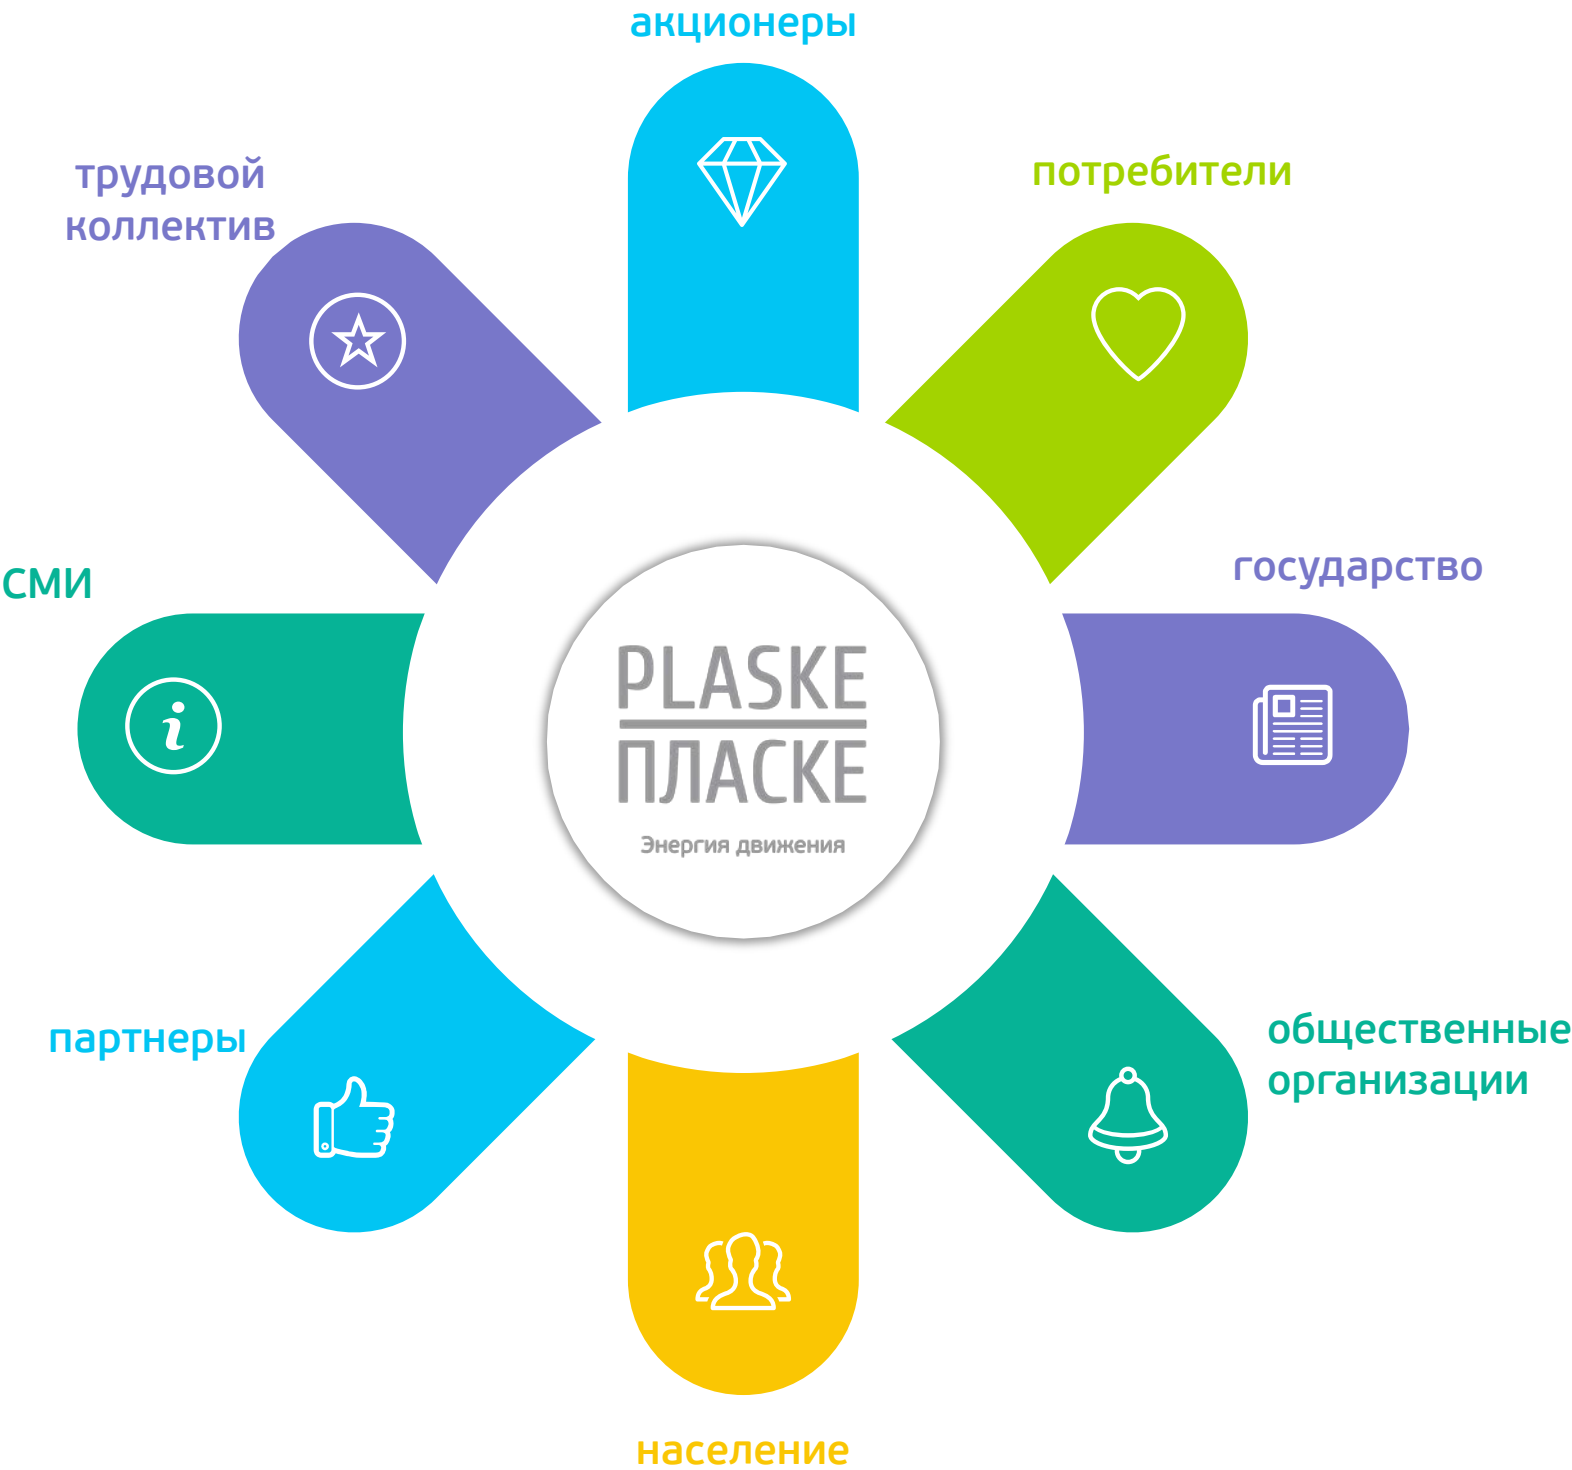 акционеры
потребители
трудовой
коллектив
государство
СМИ
PLASKE
ПЛАСКЕ
Энергия движения
общественные
организации
партнеры
население